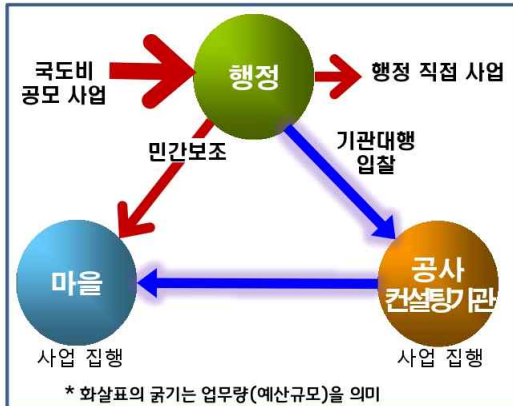 국도비
공모 사업
행정
행정 직접 사업
민간보조
기관대행
입찰
마을
공사
컨설팅기관
사업 집행
사업 집행
* 화살표의 굵기는 업무량(예산규모)을 의미